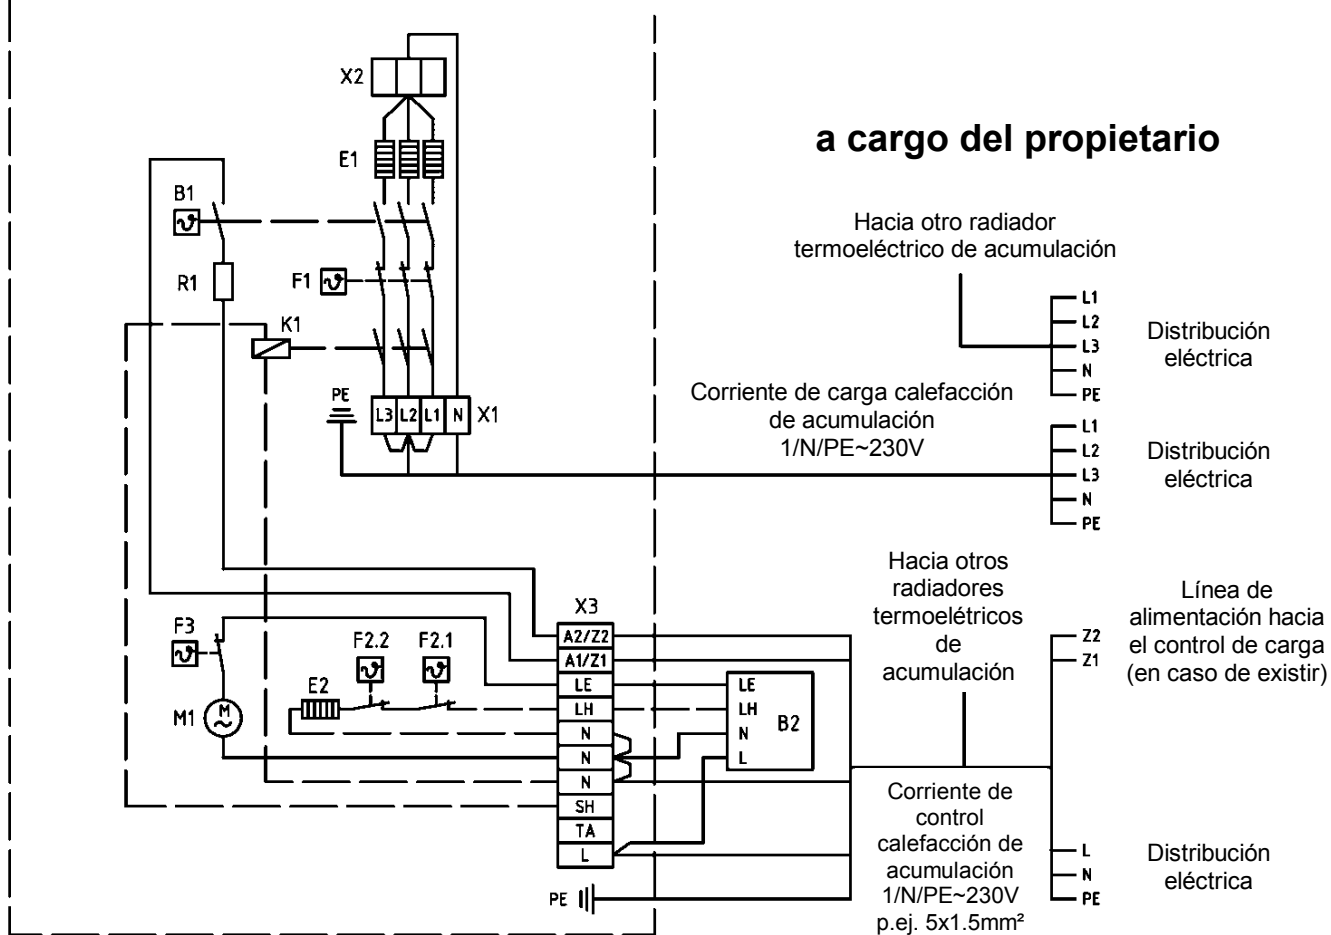 X2
a cargo del propietario
E1
B1
Hacia otro radiador
termoeléctrico de acumulación
R1
F1
K1
L1
L2
L3
N
PE
Distribución
eléctrica
PE
L3 L2 L1 N X1
Corriente de carga calefacción
de acumulación
1/N/PE~230V
L1
L2
L3
N
PE
Distribución
eléctrica
Hacia otros
radiadores
termoelétricos
de
acumulación
Línea de
alimentación hacia
el control de carga
(en caso de existir)
Z2
Z1
X3
F3
F2.2
F2.1
E2
M1
M
A2/Z2
A1/Z1
LE
LH
N
N
N
SH
TA
L
LE
LH
N
L
B2
PE
Corriente de
control
calefacción de
acumulación
1/N/PE~230V
p.ej. 5x1.5mm²
L
N
PE
Distribución
eléctrica